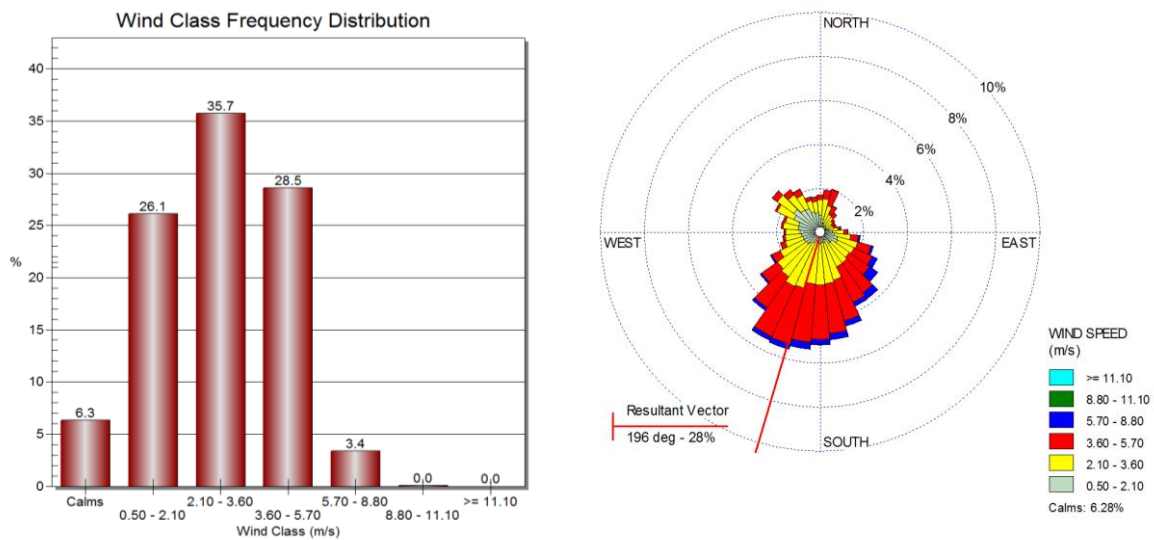 Wind Class Frequency Distribution
%
40
35
30
25
20
15
10
5
0
6.3
26.1
35.7
28.5
3.4
0.0
0.0
Calms
0.50 - 2.10
2.10 - 3.60
3.60 - 5.70
5.70 - 8.80
8.80 - 11.10
>= 11.10
Wind Class (m/s)
NORTH
10%
8%
6%
4%
2%
WEST
EAST
SOUTH
Resultant Vector
196 deg - 28%
WIND SPEED
(m/s)
>= 11.10
8.80 - 11.10
5.70 - 8.80
3.60 - 5.70
2.10 - 3.60
0.50 - 2.10
Calms: 6.28%